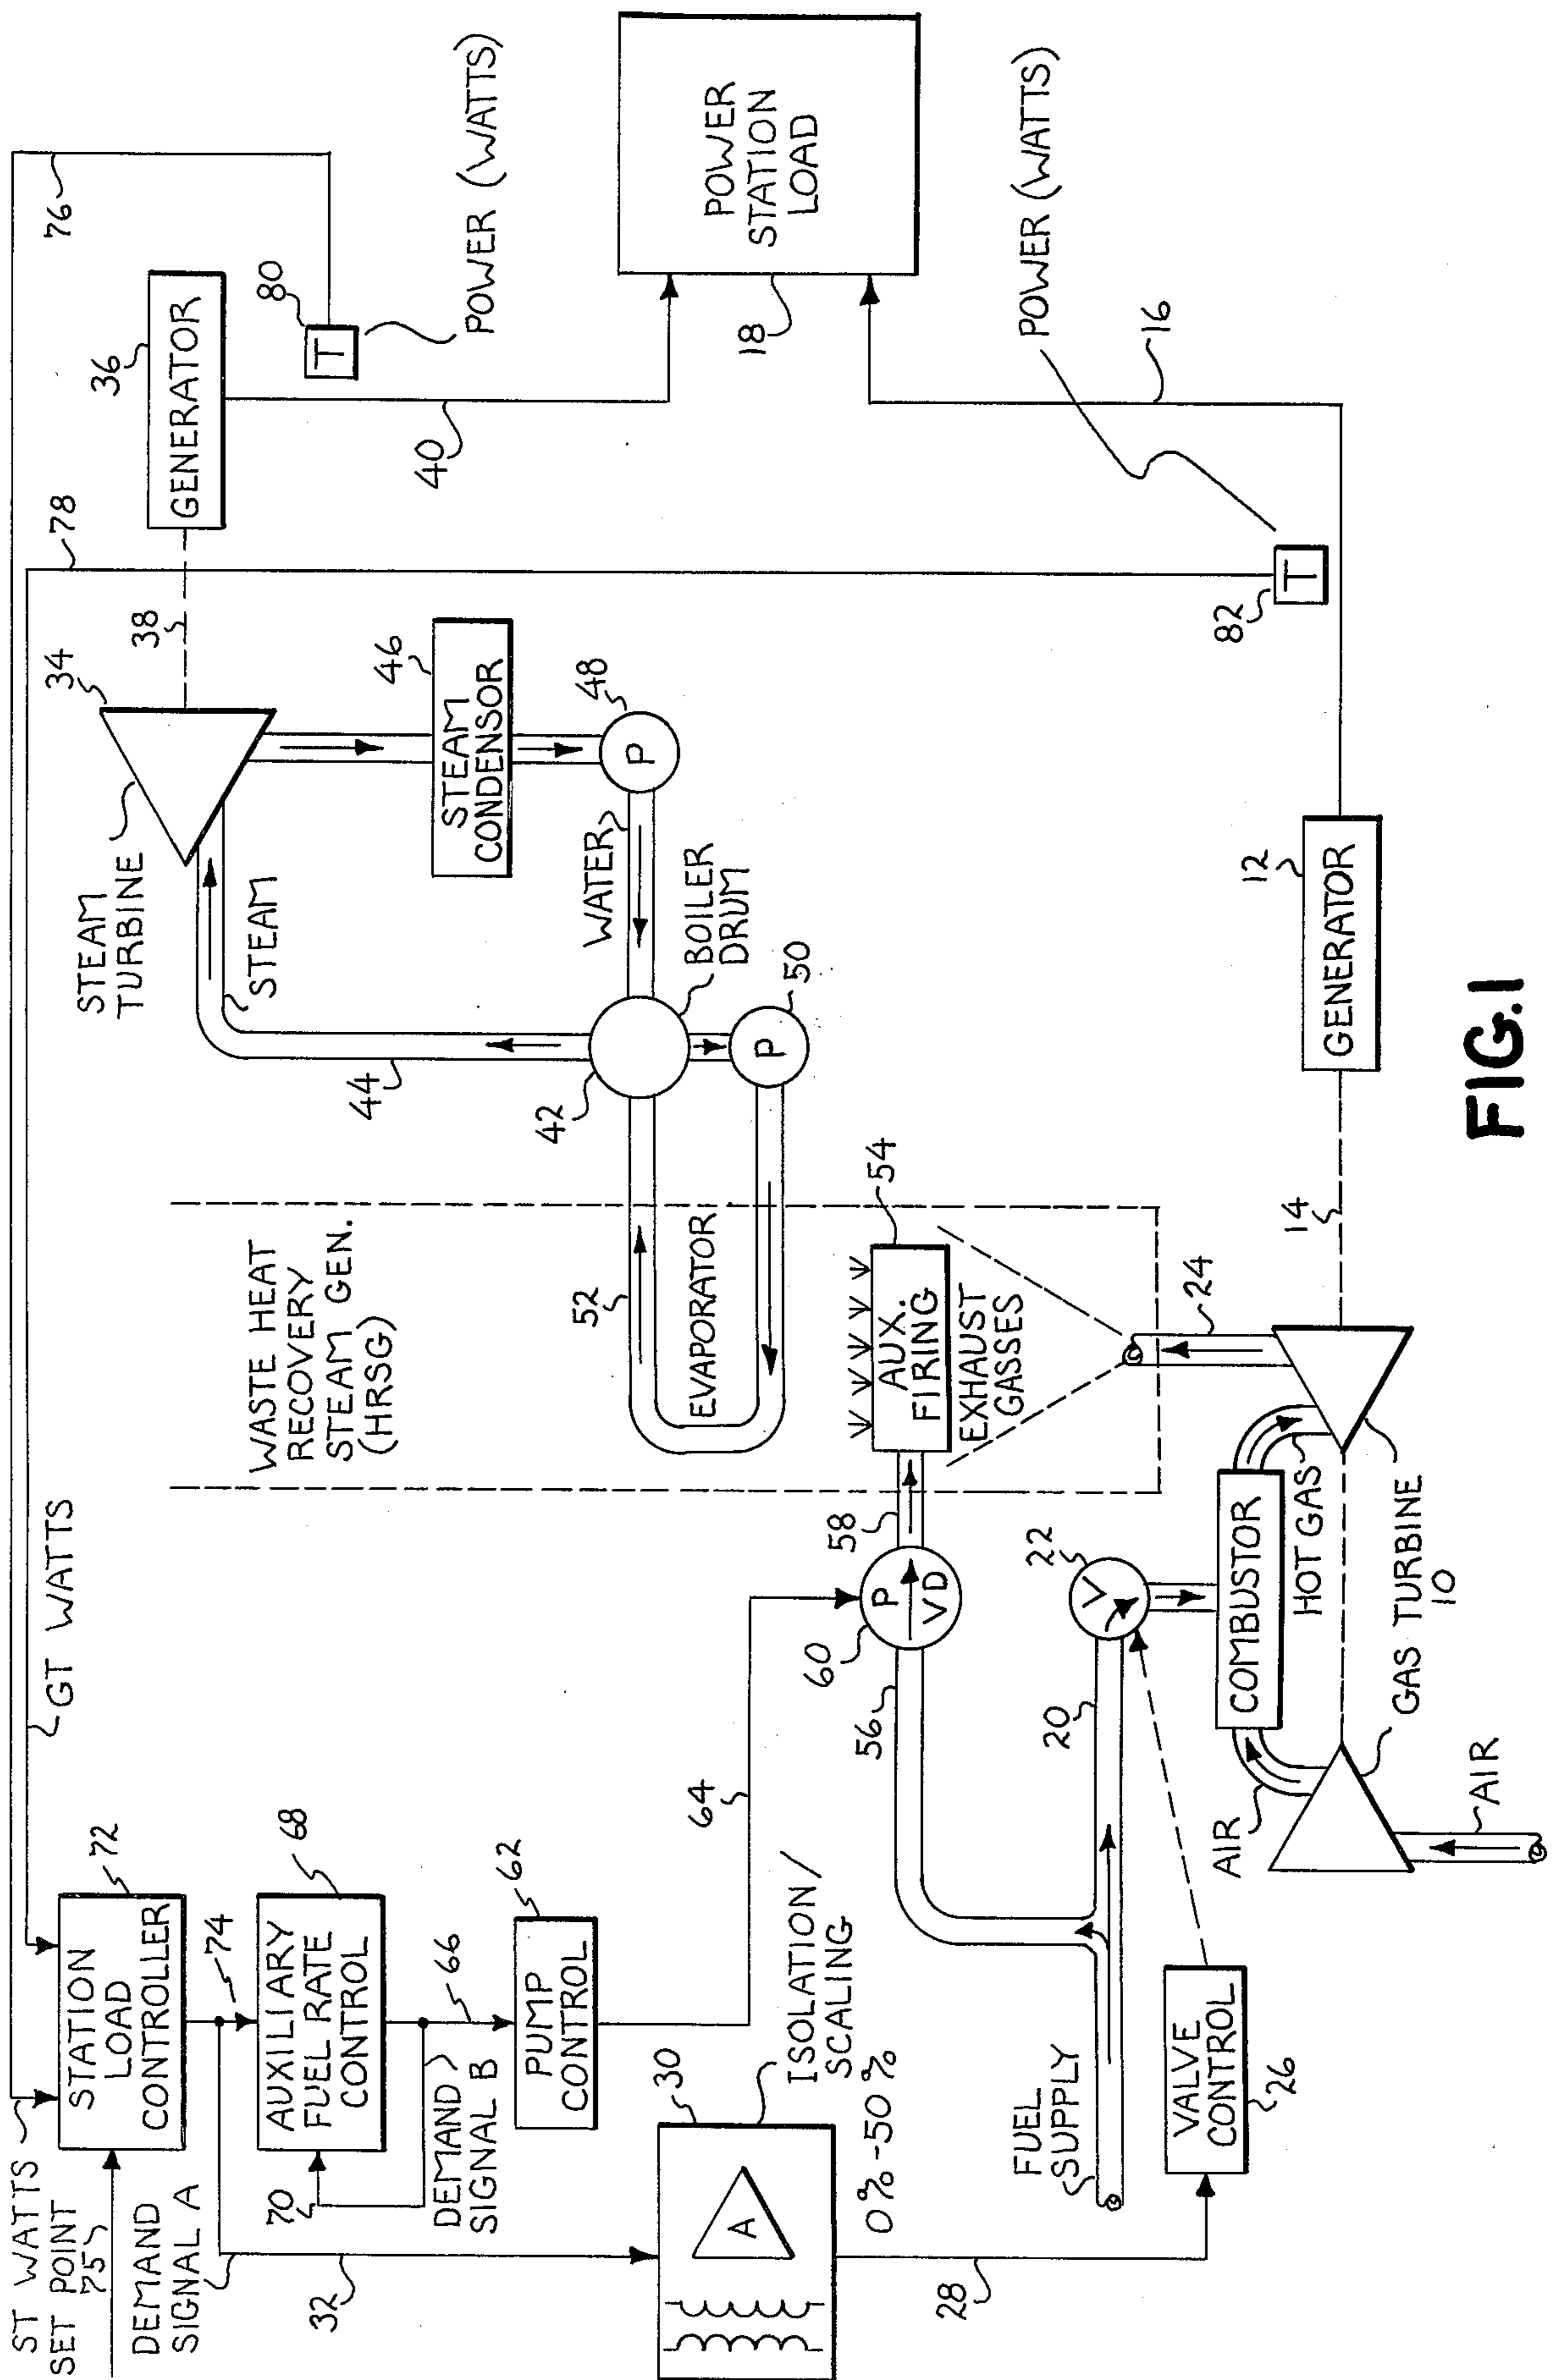 ST WATTS
SET POINT
75
DEMAND
SIGNAL A
STATION
LOAD
CONTROLLER
72
74
GT WATTS
76
78
AUXILIARY
FUEL RATE
CONTROL
68
70
66
DEMAND
SIGNAL B
PUMP
CONTROL
62
64
32
30
A
ISOLATION/
SCALING
0%-50%
28
WASTE HEAT
RECOVERY
STEAM GEN.
(HRSG)
STEAM
TURBINE
34
38
GENERATOR
36
80
T
POWER (WATTS)
40
STEAM
44
STEAM
CONDENSOR
46
P
48
WATER
BOILER
DRUM
42
P
50
52
EVAPORATOR
POWER
STATION
LOAD
18
AUX.
FIRING
54
EXHAUST
GASSES
58
P
VD
60
56
V
22
20
FUEL
SUPPLY
VALVE
CONTROL
26
COMBUSTOR
HOT GAS
AIR
AIR
GAS TURBINE
10
24
14
GENERATOR
12
82
T
POWER (WATTS)
16
FIG.1